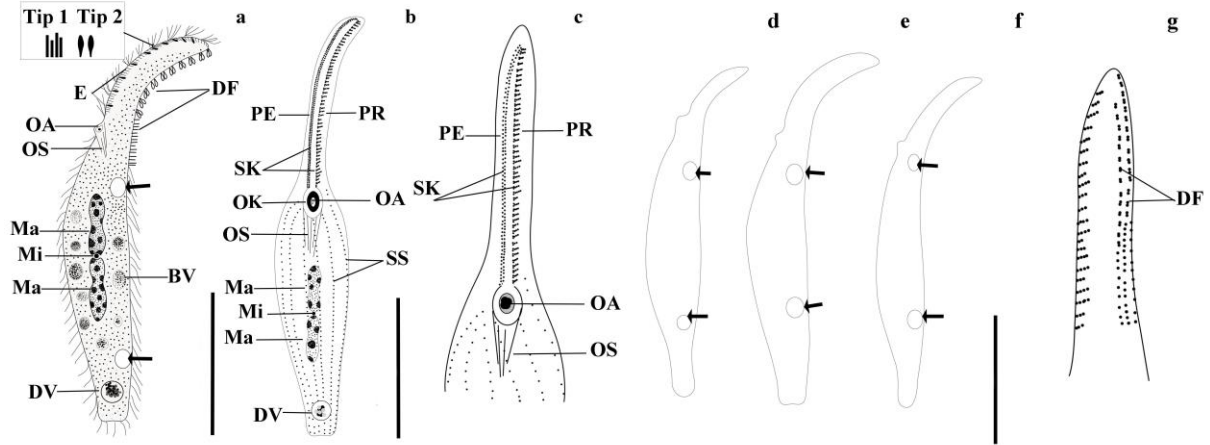 Tip 1 Tip 2
a
E
DF
OA
OS
Ma
Mi
Ma
BV
DV
b
PE
PR
SK
OK
OA
OS
SS
Ma
Mi
Ma
DV
c
PE
PR
SK
OA
OS
d
e
f
g
DF